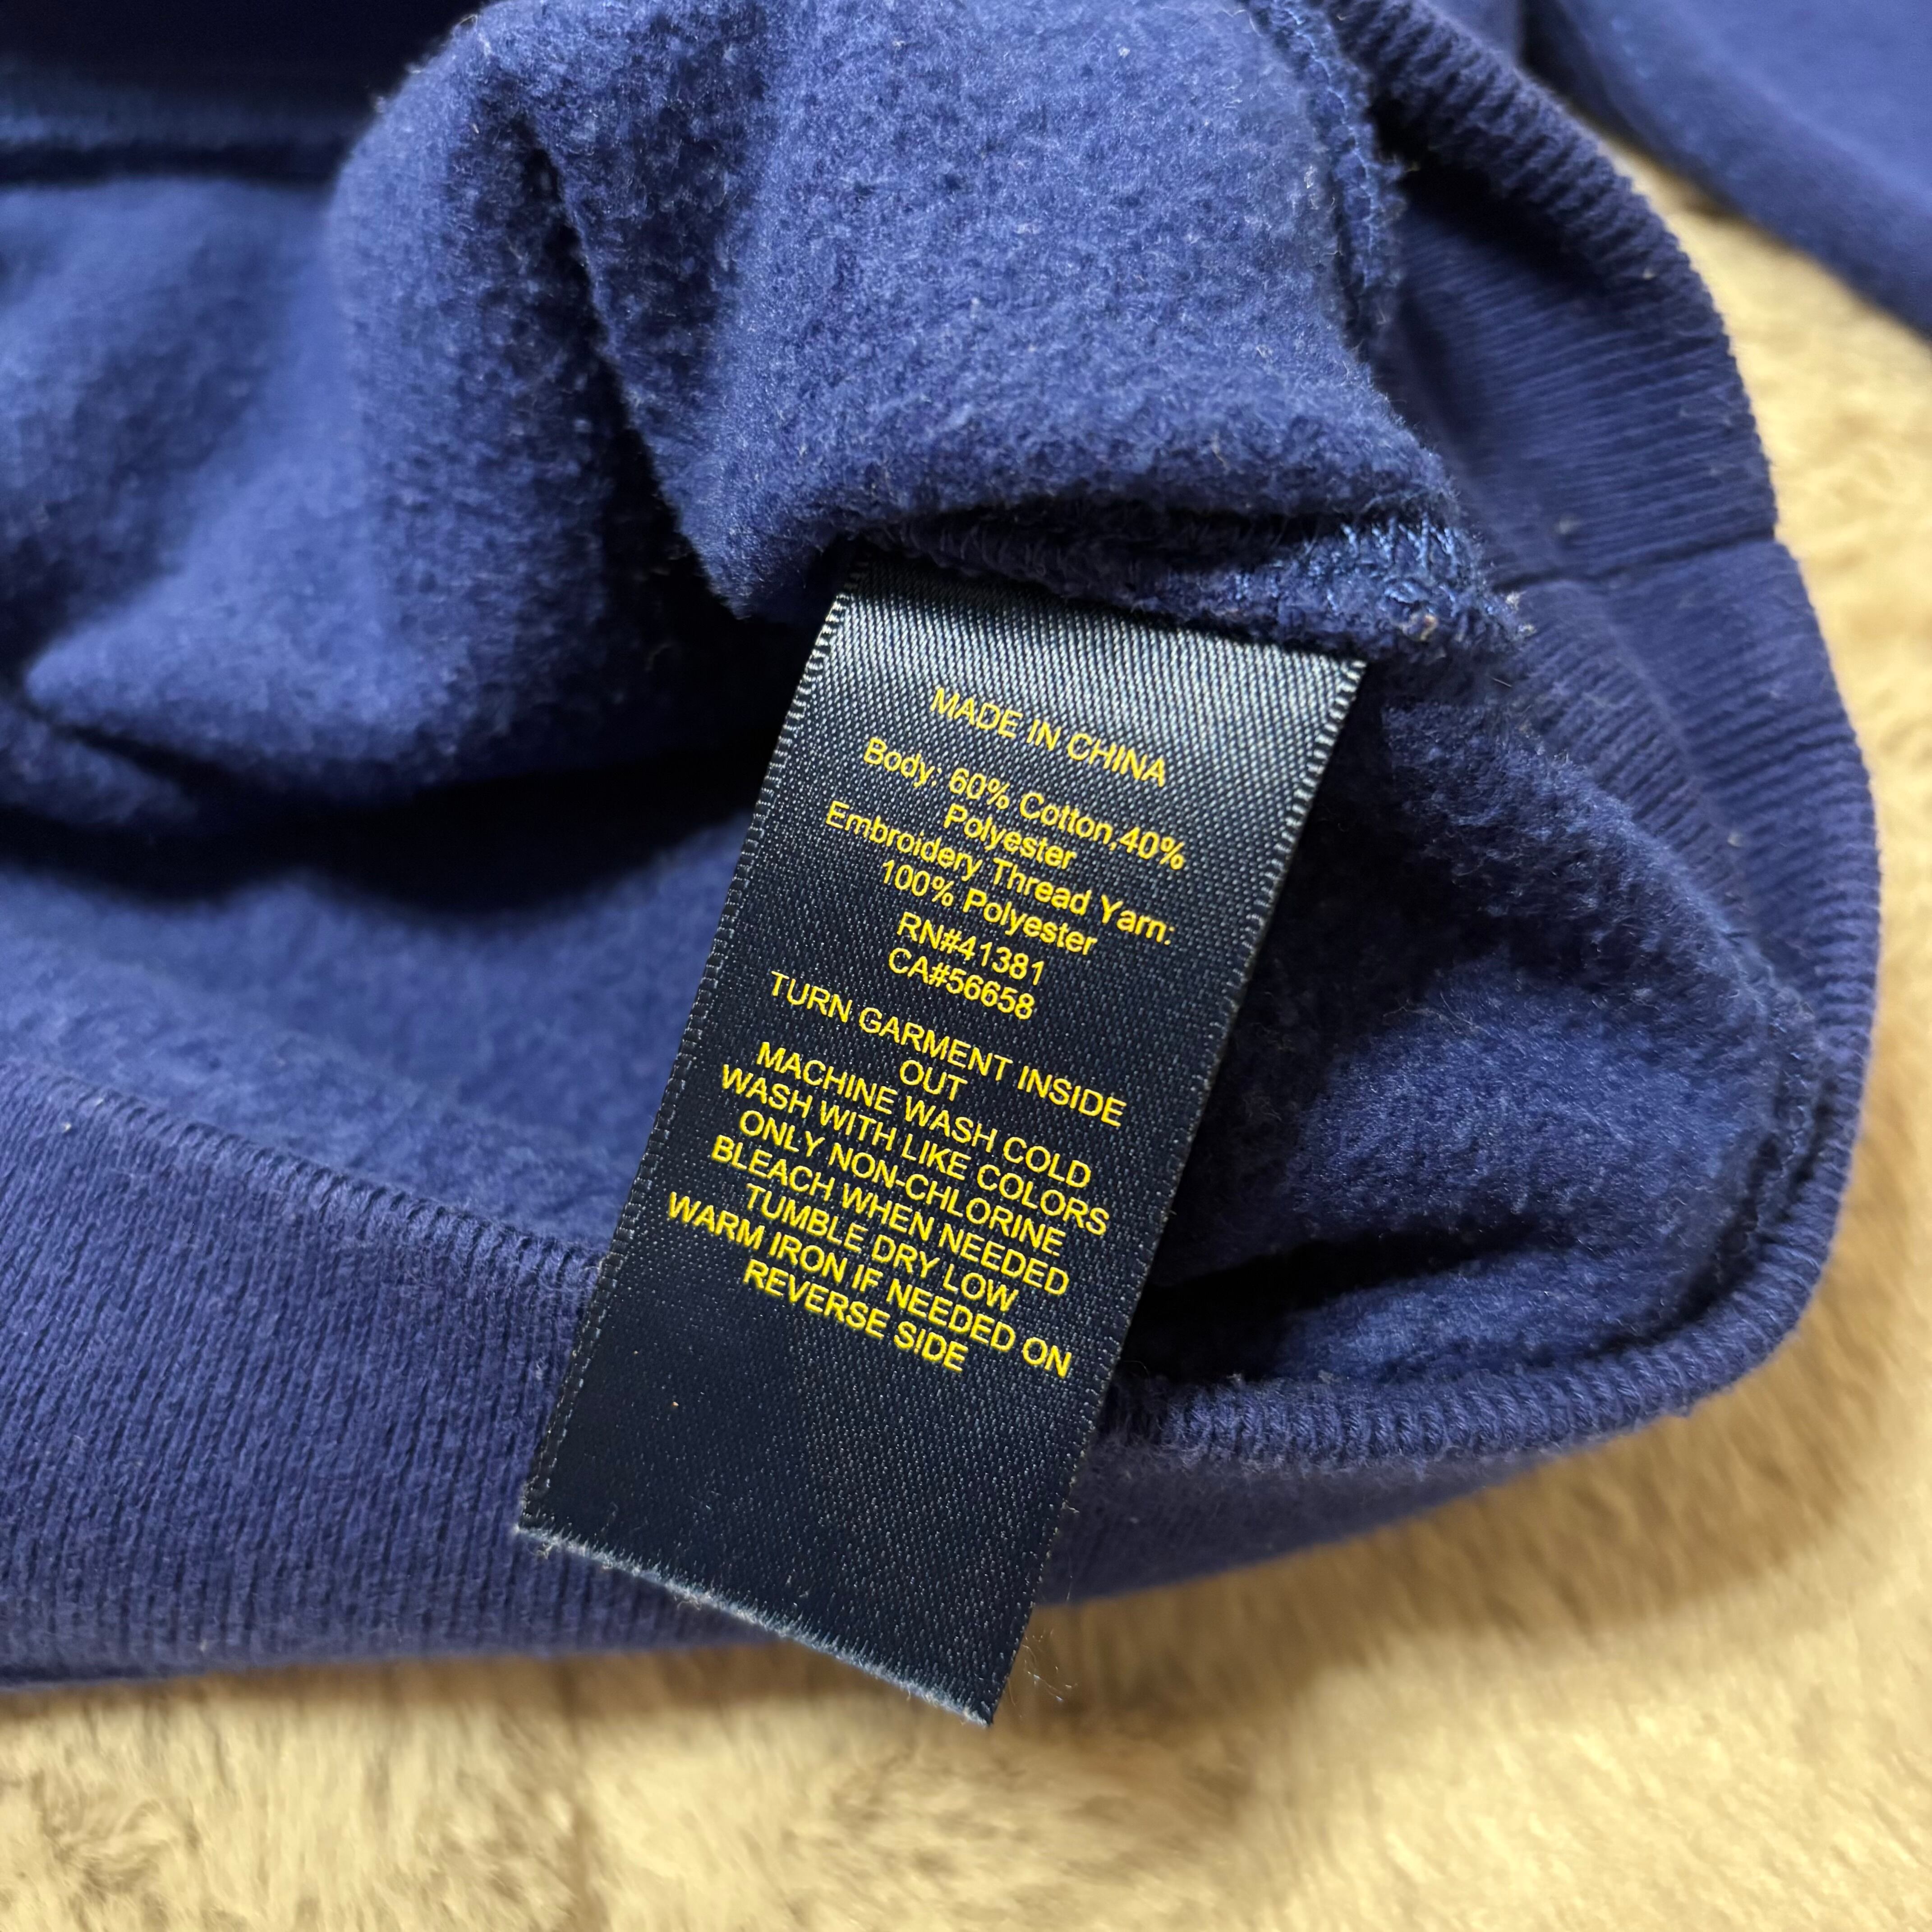 MADE IN CHINA
Body: 60% Cotton,40%
Polyester
Embroidery Thread Yarn:
100% Polyester
RN#41381
CA#56658
TURN GARMENT INSIDE
OUT
MACHINE WASH COLD
WASH WITH LIKE COLORS
ONLY NON-CHLORINE
BLEACH WHEN NEEDED
TUMBLE DRY LOW
WARM IRON IF NEEDED ON
REVERSE SIDE